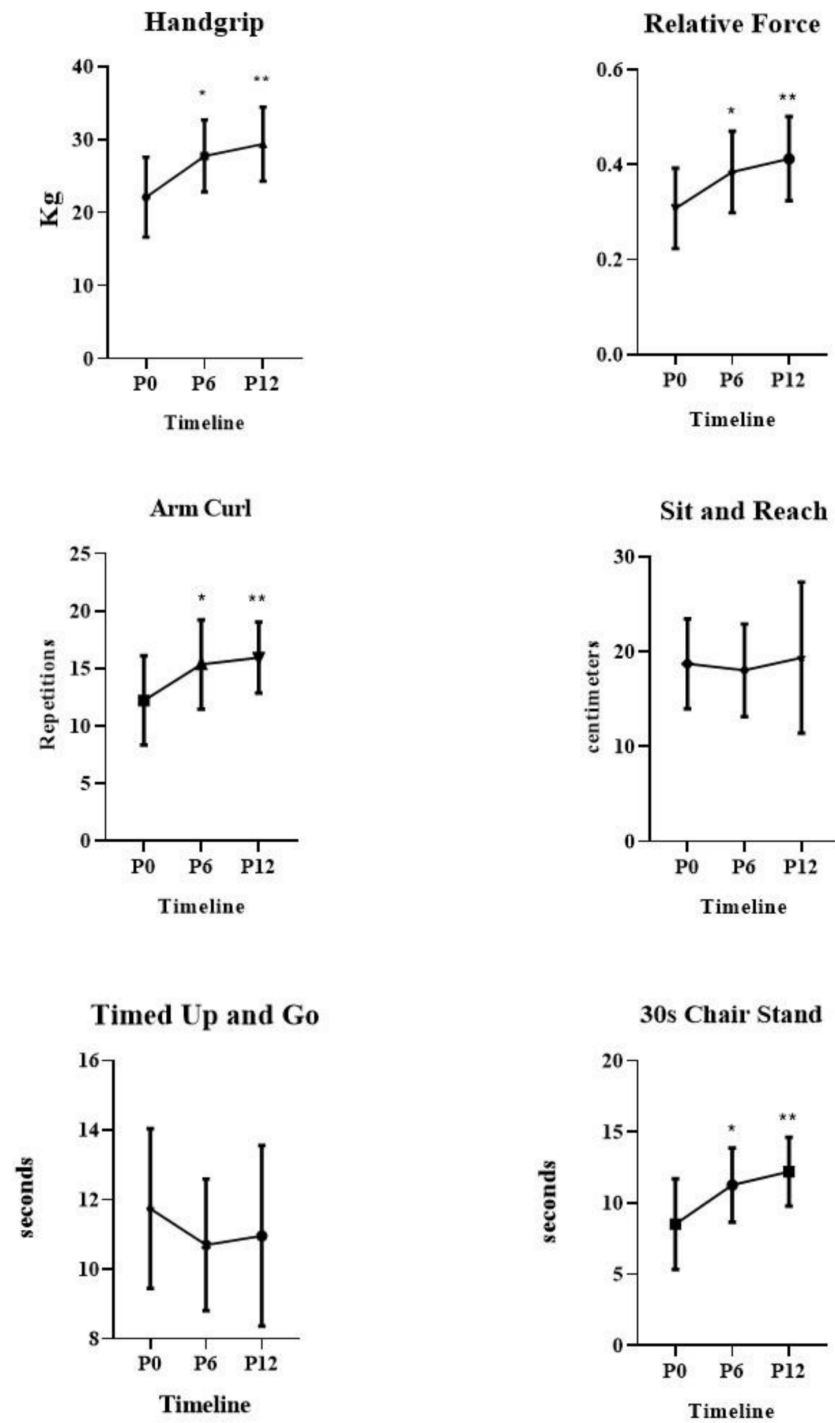 Handgrip
40
30
20
10
0
Kg
* **
P0 P6 P12
Timeline
Relative Force
0.6
0.4
0.2
0.0
* **
P0 P6 P12
Timeline
Arm Curl
25
20
15
10
5
0
Repetitions
* **
P0 P6 P12
Timeline
Sit and Reach
30
20
10
0
centimeters
P0 P6 P12
Timeline
Timed Up and Go
16
14
12
10
8
seconds
P0 P6 P12
Timeline
30s Chair Stand
20
15
10
5
0
seconds
* **
P0 P6 P12
Timeline